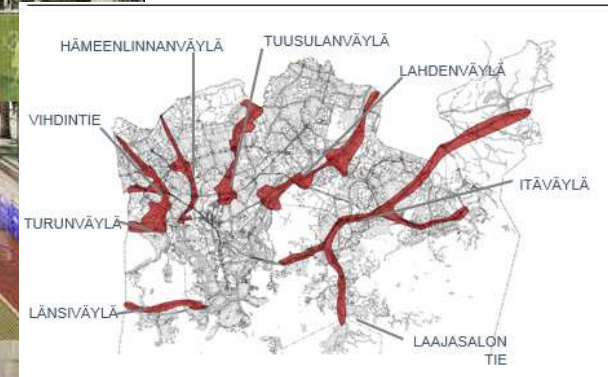 HÄMEENLINNANVÄYLÄ
TUUSULANVÄYLÄ
LAHDENVÄYLÄ
VIHDINTIE
ITÄVÄYLÄ
TURUNVÄYLÄ
LÄNSIVÄYLÄ
LAAJASALON
TIE